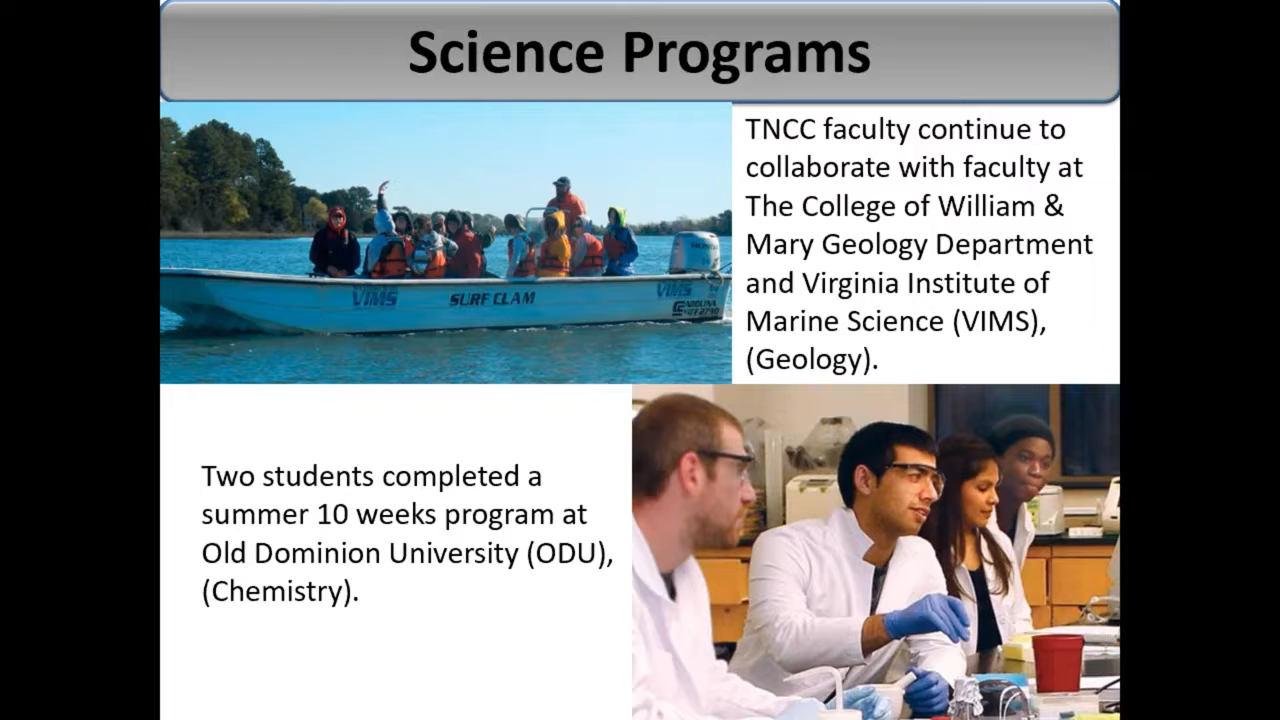 Science Programs
TNCC faculty continue to
collaborate with faculty at
The College of William &
Mary Geology Department
and Virginia Institute of
Marine Science (VIMS),
(Geology).
VIMS
SURF CLAM
VIMS
HONDA
Two students completed a
summer 10 weeks program at
Old Dominion University (ODU),
(Chemistry).